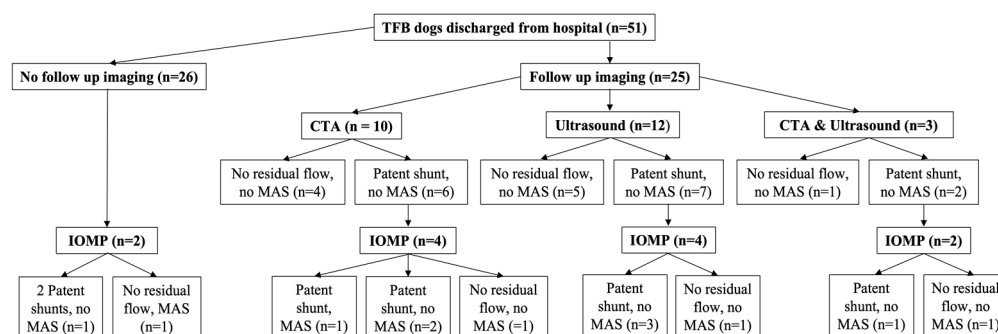 TFB dogs discharged from hospital (n=51)
No follow up imaging (n=26)
Follow up imaging (n=25)
CTA (n = 10)
Ultrasound (n=12)
CTA & Ultrasound (n=3)
No residual flow,
no MAS (n=4)
Patent shunt,
no MAS (n=6)
No residual flow,
no MAS (n=5)
Patent shunt,
no MAS (n=7)
No residual flow,
no MAS (n=1)
Patent shunt,
no MAS (n=2)
IOMP (n=2)
IOMP (n=4)
IOMP (n=4)
IOMP (n=2)
2 Patent
shunts, no
MAS (n=1)
No residual
flow, MAS
(n=1)
Patent
shunt,
MAS (n=1)
Patent
shunt, no
MAS (n=2)
No residual
flow, no
MAS (=1)
Patent
shunt, no
MAS (n=3)
No residual
flow, no
MAS (n=1)
Patent
shunt, no
MAS (n=1)
No residual
flow, no
MAS (n=1)